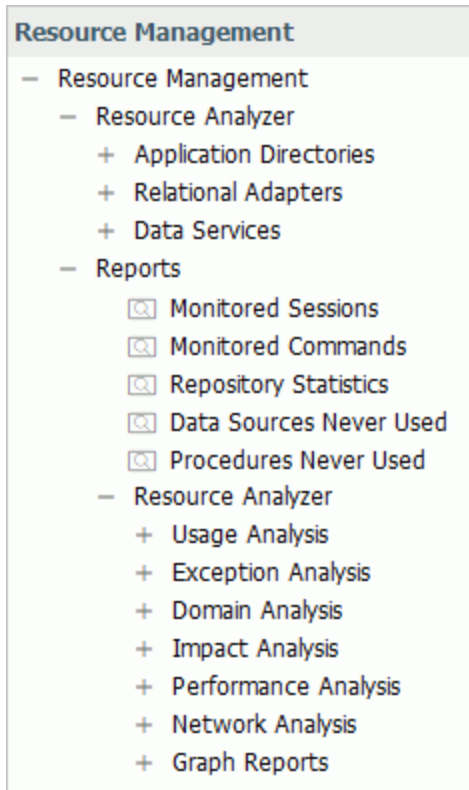 Resource Management
Resource Management
Resource Analyzer
Application Directories
Relational Adapters
Data Services
Reports
Monitored Sessions
Monitored Commands
Repository Statistics
Data Sources Never Used
Procedures Never Used
Resource Analyzer
Usage Analysis
Exception Analysis
Domain Analysis
Impact Analysis
Performance Analysis
Network Analysis
Graph Reports